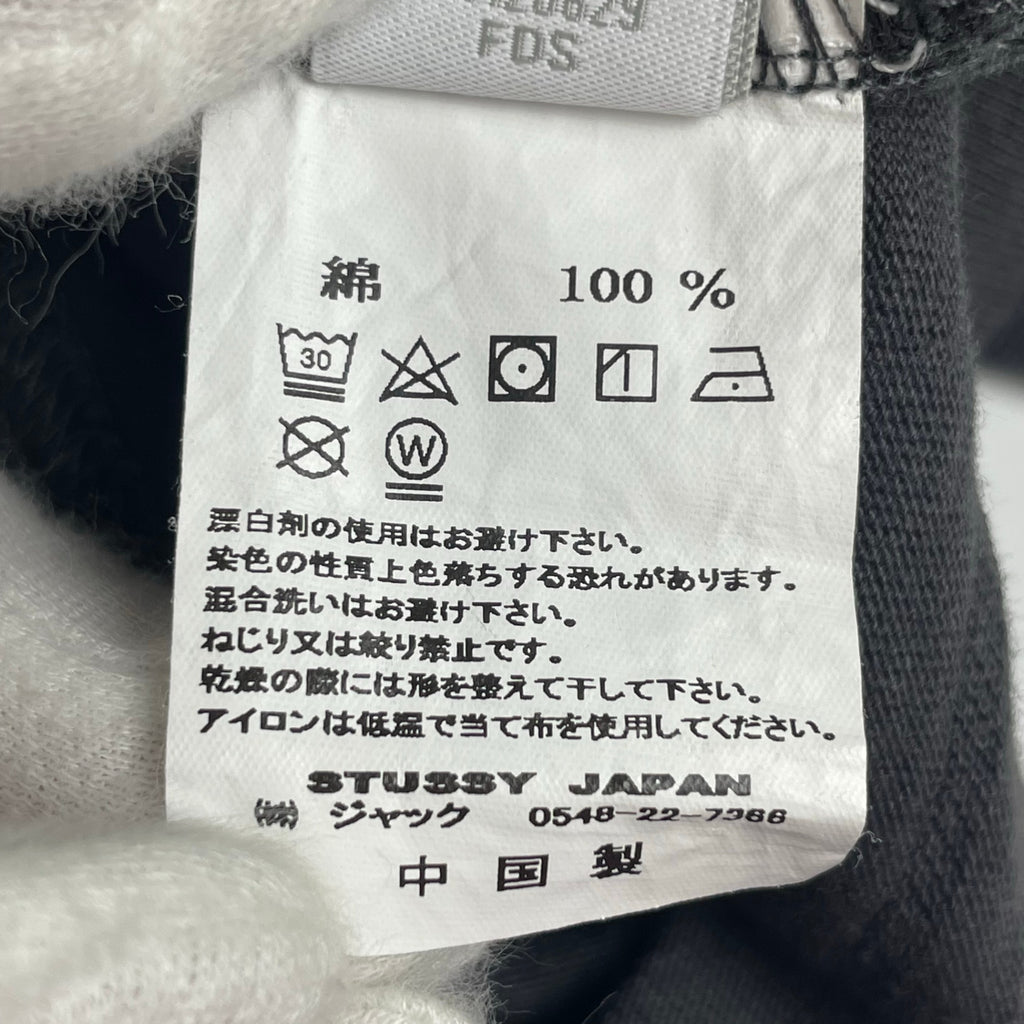 FDS
綿 100 %
30
W
漂白剤の使用はお避け下さい。
染色の性質上色落ちする恐れがあります。
混合洗いはお避け下さい。
ねじり又は絞り禁止です。
乾燥の際には形を整えて干して下さい。
アイロンは低温で当て布を使用してください。
STUSSY JAPAN
㈱ ジャック 0548-22-7366
中国製